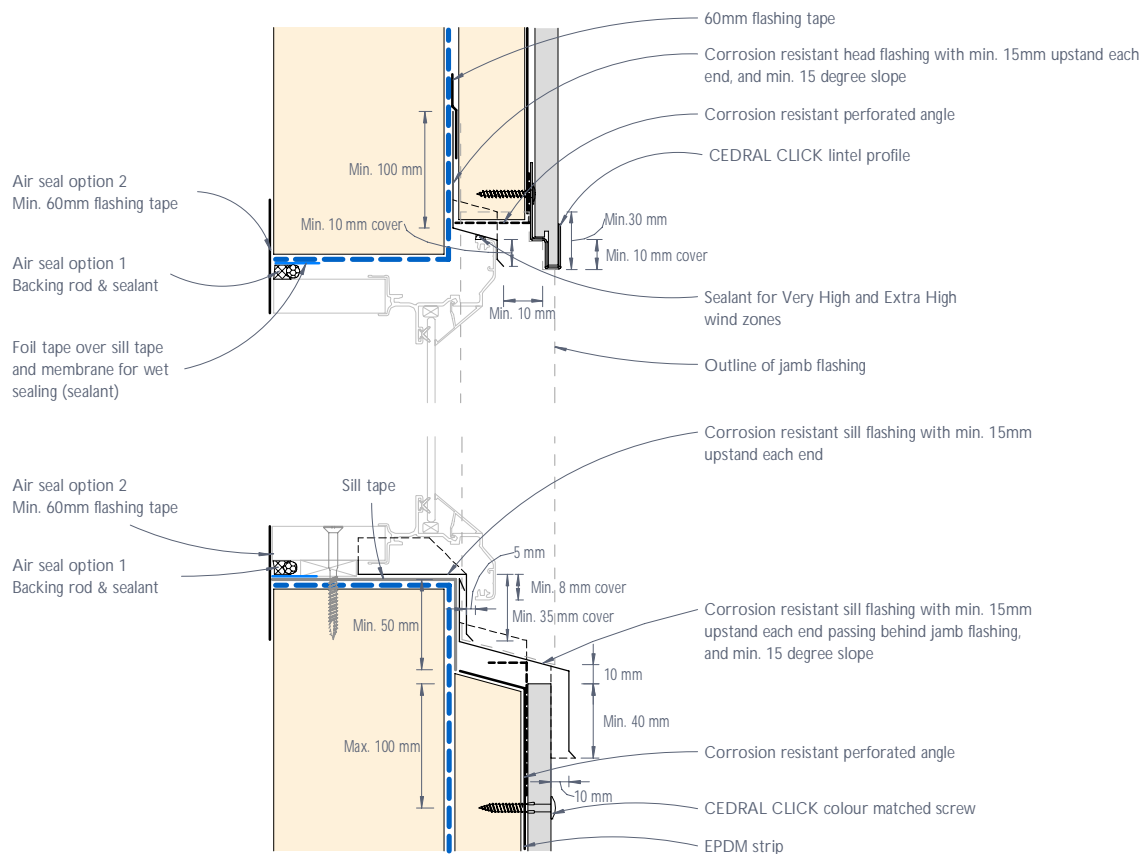 60mm flashing tape
Corrosion resistant head flashing with min. 15mm upstand each
end, and min. 15 degree slope
Corrosion resistant perforated angle
CEDRAL CLICK lintel profile
Min. 100 mm
Air seal option 2
Min. 60mm flashing tape
Min. 10 mm cover
Min.30 mm
Min. 10 mm cover
Air seal option 1
Backing rod & sealant
Min. 10 mm
Sealant for Very High and Extra High
wind zones
Foil tape over sill tape
and membrane for wet
sealing (sealant)
Outline of jamb flashing
Corrosion resistant sill flashing with min. 15mm
upstand each end
Air seal option 2
Min. 60mm flashing tape
Sill tape
5 mm
Air seal option 1
Backing rod & sealant
Min. 8 mm cover
Min. 35 mm cover
Min. 50 mm
Corrosion resistant sill flashing with min. 15mm
upstand each end passing behind jamb flashing,
and min. 15 degree slope
10 mm
Min. 40 mm
Max. 100 mm
Corrosion resistant perforated angle
10 mm
CEDRAL CLICK colour matched screw
EPDM strip